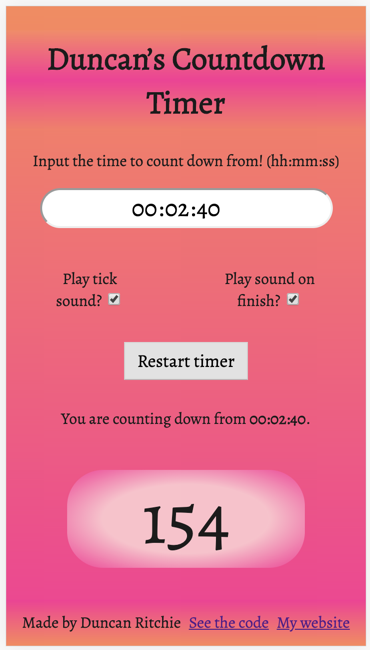 Duncan’s Countdown
Timer
Input the time to count down from! (hh:mm:ss)
00:02:40
Play tick
sound?
Play sound on
finish?
Restart timer
You are counting down from 00:02:40.
154
Made by Duncan Ritchie See the code My website